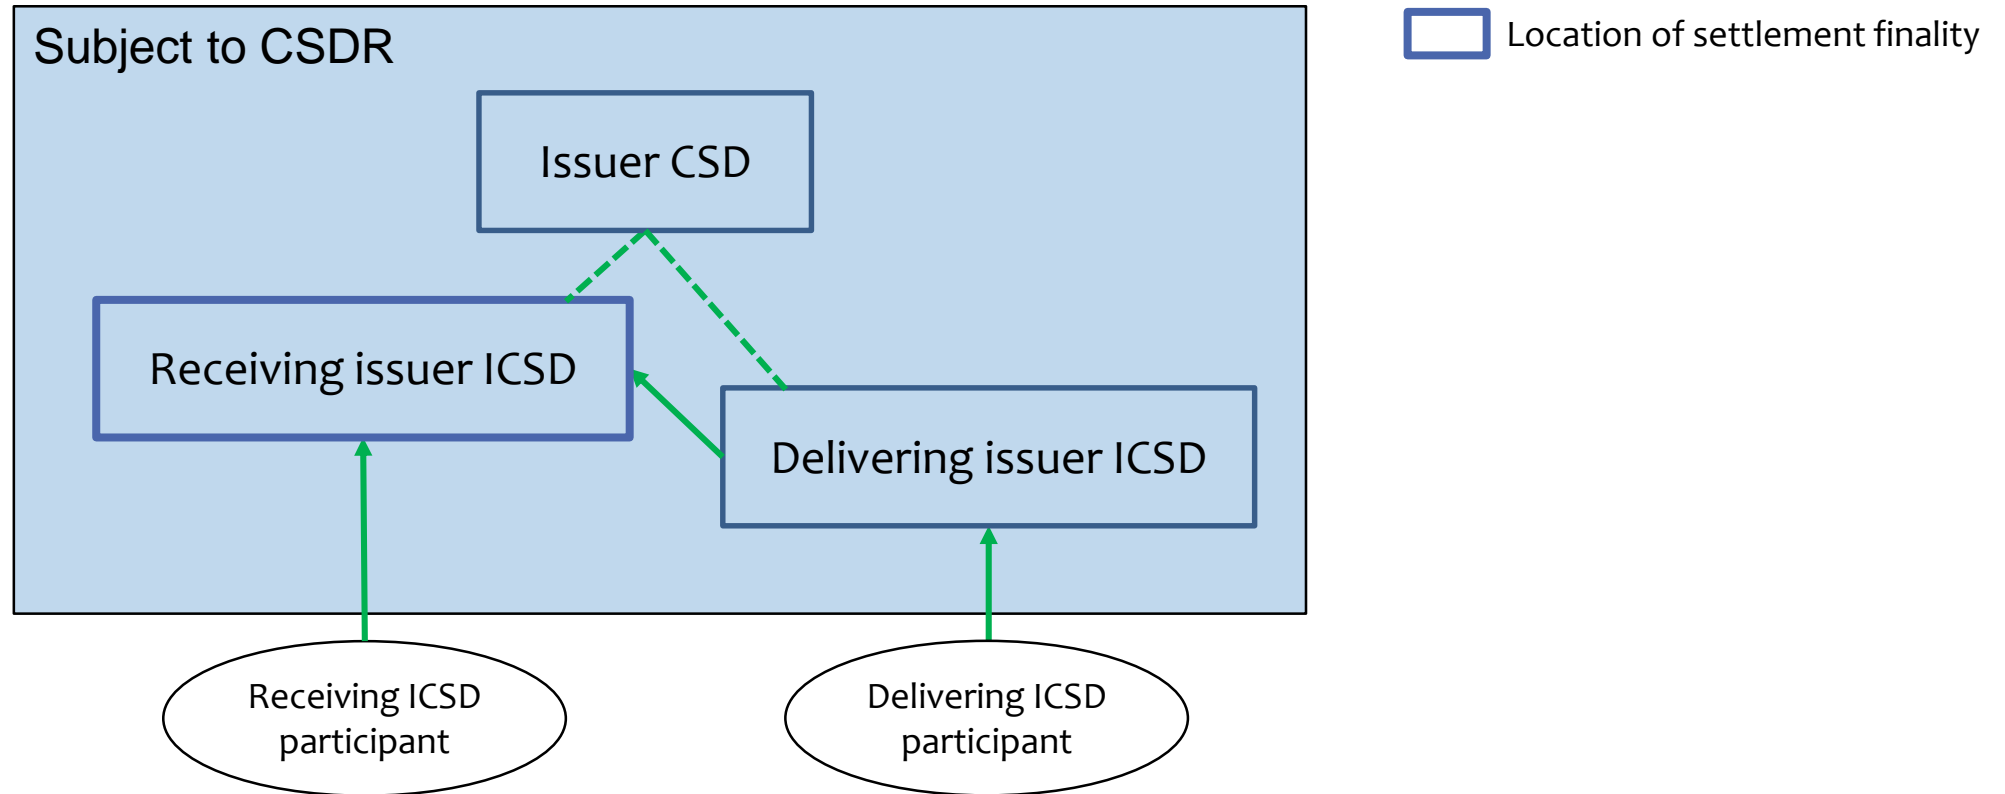 Subject to CSDR
Location of settlement finality
Issuer CSD
Receiving issuer ICSD
Delivering issuer ICSD
Receiving ICSD
participant
Delivering ICSD
participant